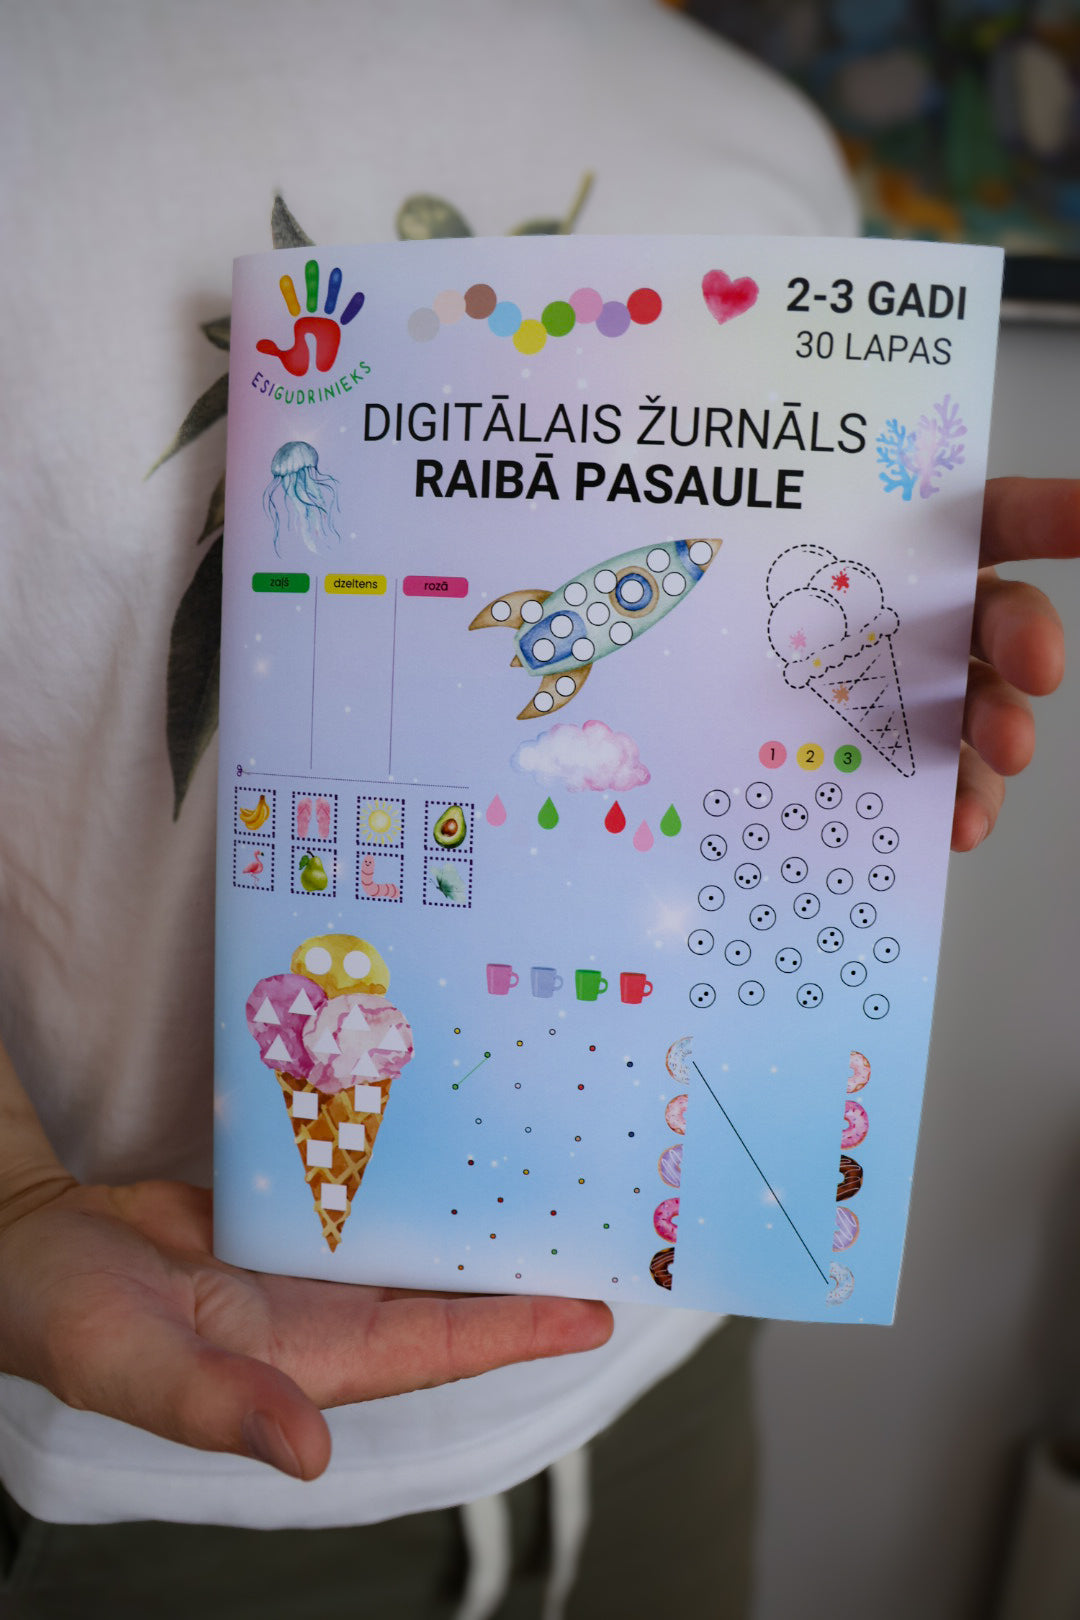 ESIGUDRINIEKS
2-3 GADI
30 LAPAS
DIGITĀLAIS ŽURNĀLS
RAIBĀ PASAULE
zaļš
dzeltens
rozā
1 2 3